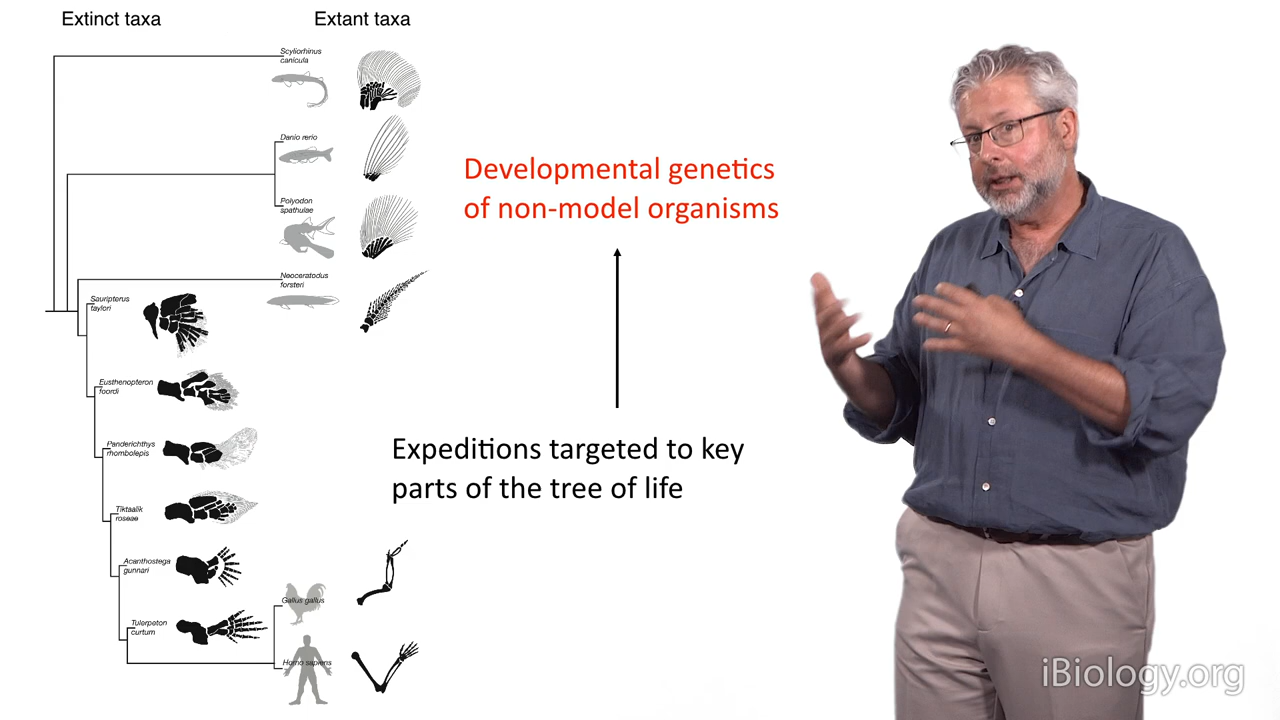 Extinct taxa
Extant taxa
Scyliorhinus
canicula
Danio rerio
Polyodon
spathulae
Neoceratodus
forsteri
Sauripterus
taylori
Eusthenopteron
foordi
Panderichthys
rhombolepis
Tiktaalik
roseae
Acanthostega
gunnari
Gallus gallus
Tulerpeton
curtum
Homo sapiens
Developmental genetics
of non-model organisms
Expeditions targeted to key
parts of the tree of life
iBiology.org